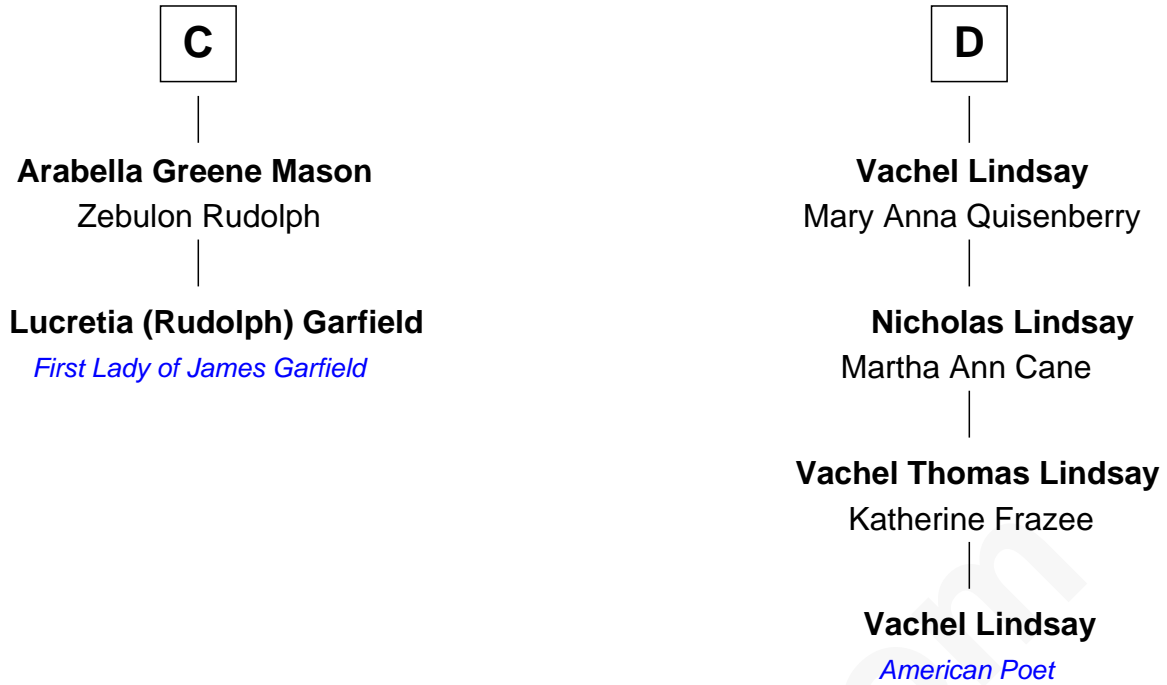 C
Arabella Greene Mason
Zebulon Rudolph
Lucretia (Rudolph) Garfield
First Lady of James Garfield
D
Vachel Lindsay
Mary Anna Quisenberry
Nicholas Lindsay
Martha Ann Cane
Vachel Thomas Lindsay
Katherine Frazee
Vachel Lindsay
American Poet